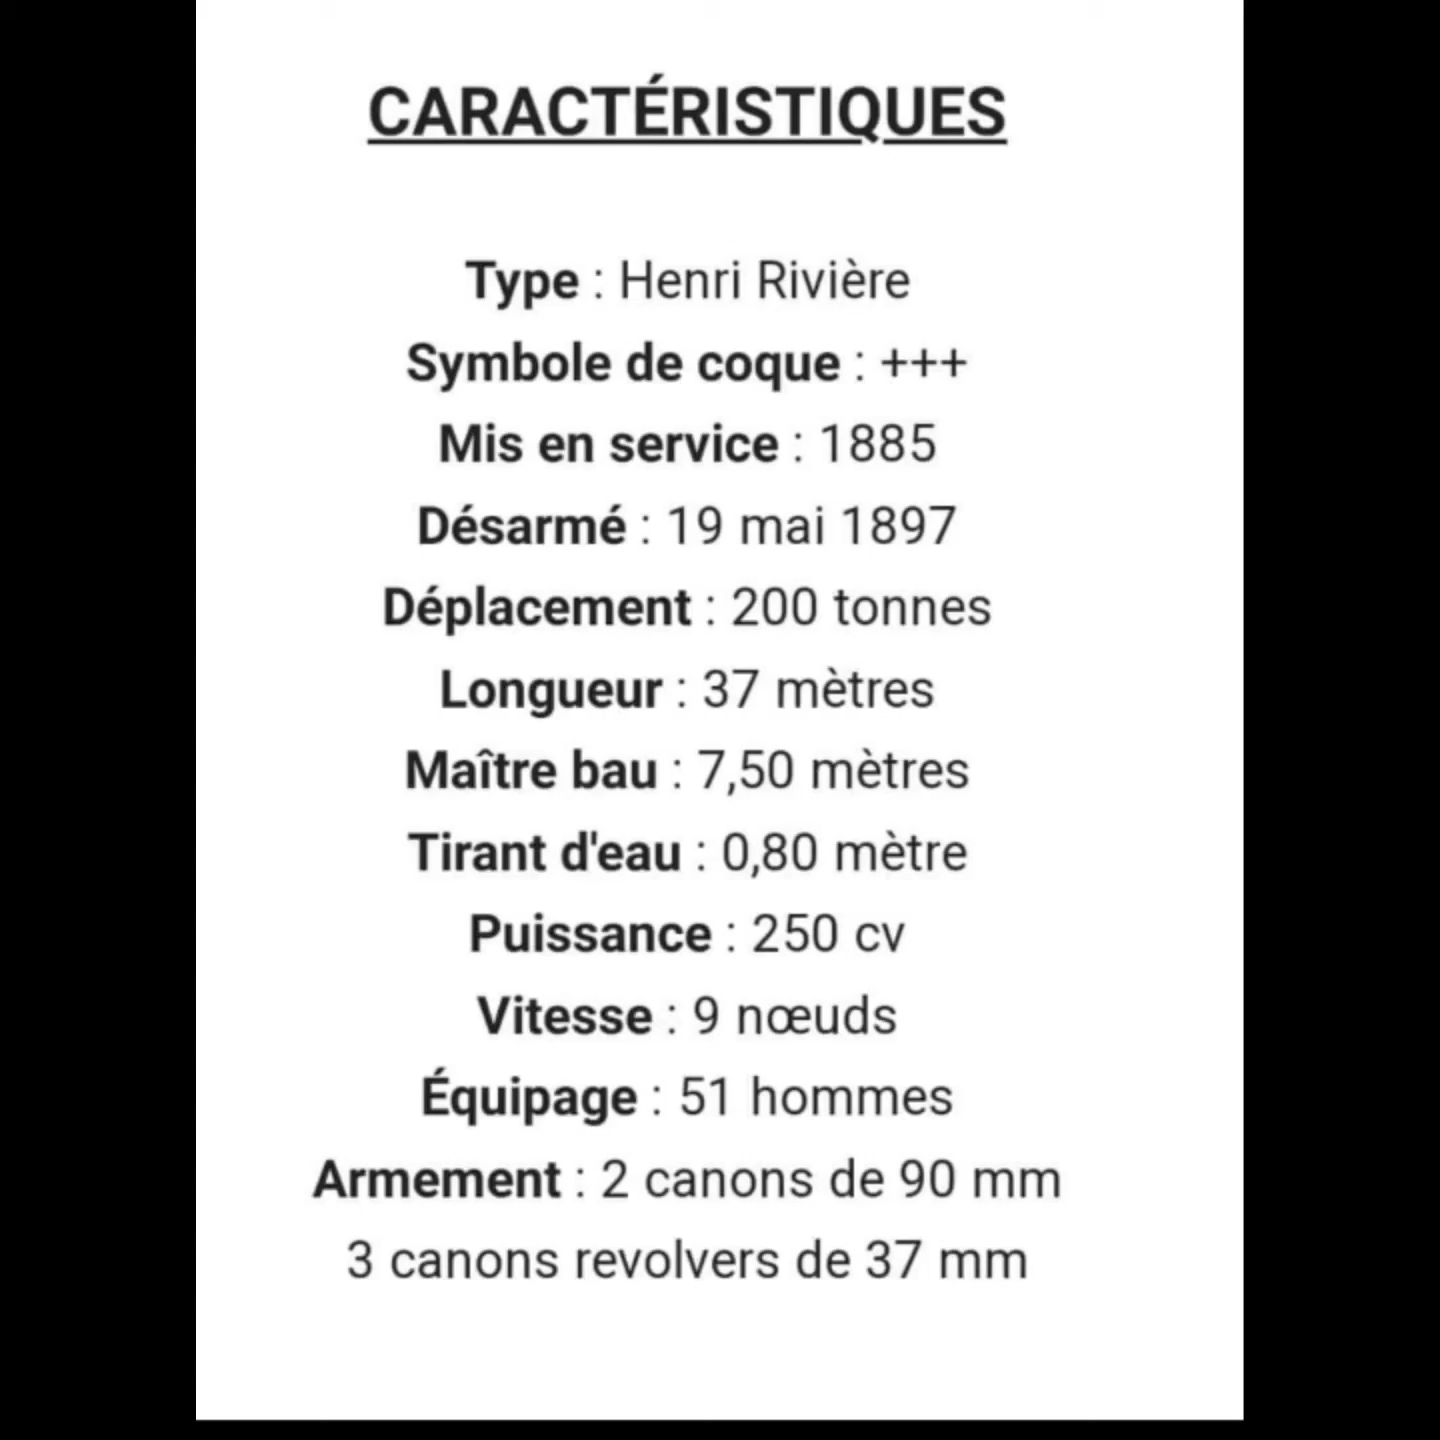 CARACTÉRISTIQUES
Type : Henri Rivière
Symbole de coque : +++
Mis en service : 1885
Désarmé : 19 mai 1897
Déplacement : 200 tonnes
Longueur : 37 mètres
Maître bau : 7,50 mètres
Tirant d'eau : 0,80 mètre
Puissance : 250 cv
Vitesse : 9 nœuds
Équipage : 51 hommes
Armement : 2 canons de 90 mm
3 canons revolvers de 37 mm